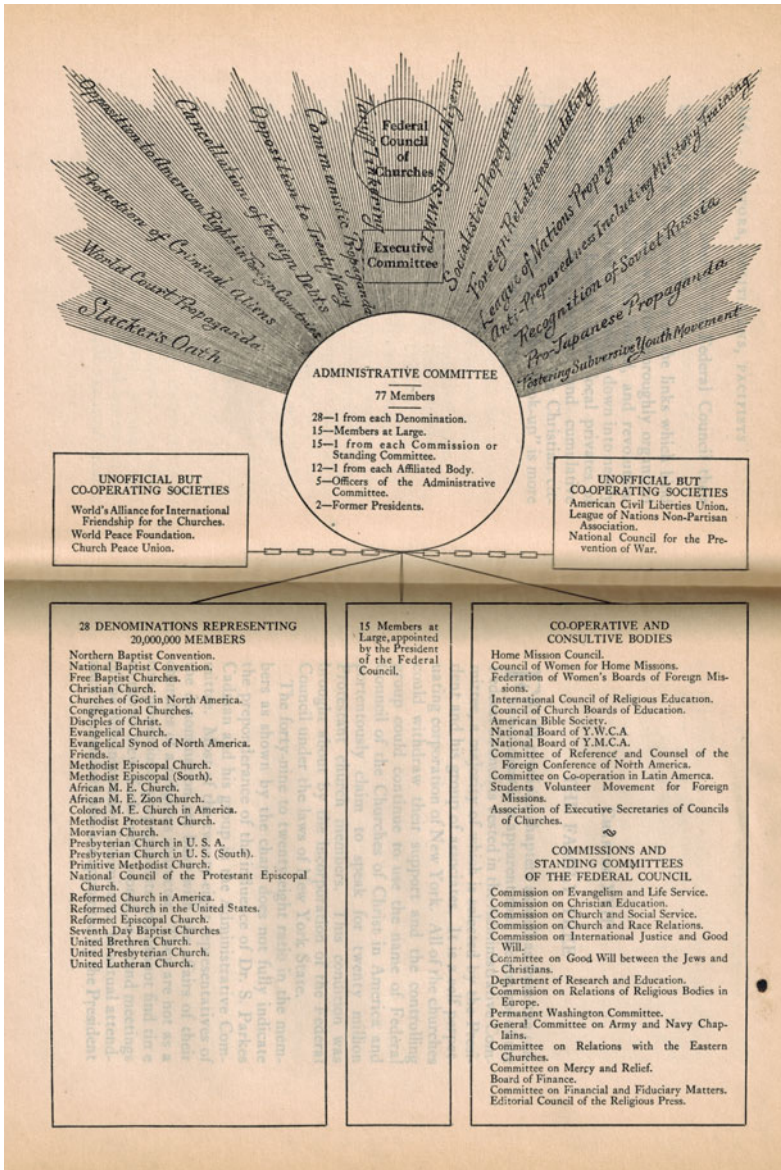 Opposition to American Rights in Foreign Countries
Cancellation of Foreign Debts
Opposition to Treaty Navy
Communistic Propaganda
Tariff Tinkering
I.W.W. Sympathizers
Socialistic Propaganda
Foreign Relations Muddling
League of Nations Propaganda
Anti-Preparedness Including Military Training
Protection of Criminal Aliens
World Court Propaganda
Slacker's Oath
Recognition of Soviet Russia
Pro-Japanese Propaganda
Fostering Subversive Youth Movement
Federal
Council
of
Churches
Executive
Committee
ADMINISTRATIVE COMMITTEE
77 Members
28—1 from each Denomination.
15—Members at Large.
15—1 from each Commission or
Standing Committee.
12—1 from each Affiliated Body.
5—Officers of the Administrative
Committee.
2—Former Presidents.
UNOFFICIAL BUT
CO-OPERATING SOCIETIES
World's Alliance for International
Friendship for the Churches.
World Peace Foundation.
Church Peace Union.
UNOFFICIAL BUT
CO-OPERATING SOCIETIES
American Civil Liberties Union.
League of Nations Non-Partisan
Association.
National Council for the Pre-
vention of War.
28 DENOMINATIONS REPRESENTING
20,000,000 MEMBERS
Northern Baptist Convention.
National Baptist Convention.
Free Baptist Churches.
Christian Church.
Churches of God in North America.
Congregational Churches.
Disciples of Christ.
Evangelical Church.
Evangelical Synod of North America.
Friends.
Methodist Episcopal Church.
Methodist Episcopal (South).
African M. E. Church.
African M. E. Zion Church.
Colored M. E. Church in America.
Methodist Protestant Church.
Moravian Church.
Presbyterian Church in U. S. A.
Presbyterian Church in U. S. (South).
Primitive Methodist Church.
National Council of the Protestant Episcopal
Church.
Reformed Church in America.
Reformed Church in the United States.
Reformed Episcopal Church.
Seventh Day Baptist Churches
United Brethren Church.
United Presbyterian Church.
United Lutheran Church.
15 Members at
Large, appointed
by the President
of the Federal
Council.
CO-OPERATIVE AND
CONSULTIVE BODIES
Home Mission Council.
Council of Women for Home Missions.
Federation of Women's Boards of Foreign Mis-
sions.
International Council of Religious Education.
Council of Church Boards of Education.
American Bible Society.
National Board of Y.W.C.A
National Board of Y.M.C.A.
Committee of Reference and Counsel of the
Foreign Conference of North America.
Committee on Co-operation in Latin America.
Students Volunteer Movement for Foreign
Missions.
Association of Executive Secretaries of Councils
of Churches.
COMMISSIONS AND
STANDING COMMITTEES
OF THE FEDERAL COUNCIL
Commission on Evangelism and Life Service.
Commission on Christian Education.
Commission on Church and Social Service.
Commission on Church and Race Relations.
Commission on International Justice and Good
Will.
Committee on Good Will between the Jews and
Christians.
Department of Research and Education.
Commission on Relations of Religious Bodies in
Europe.
Permanent Washington Committee.
General Committee on Army and Navy Chap-
lains.
Committee on Relations with the Eastern
Churches.
Committee on Mercy and Relief.
Board of Finance.
Committee on Financial and Fiduciary Matters.
Editorial Council of the Religious Press.